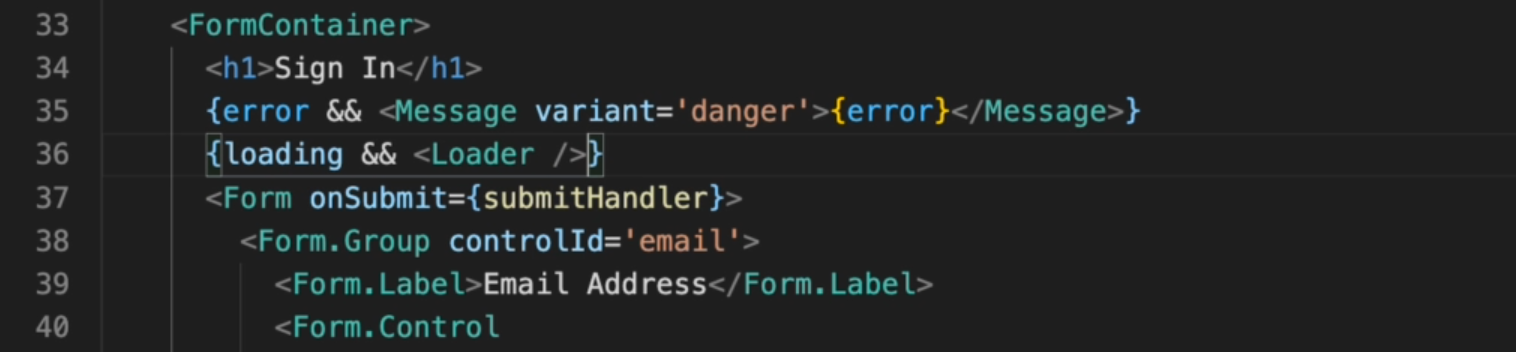 33 <FormContainer>
34 <h1>Sign In</h1>
35 {error && <Message variant='danger'>{error}</Message>}
36 {loading && <Loader />}
37 <Form onSubmit={submitHandler}>
38 <Form.Group controlId='email'>
39 <Form.Label>Email Address</Form.Label>
40 <Form.Control